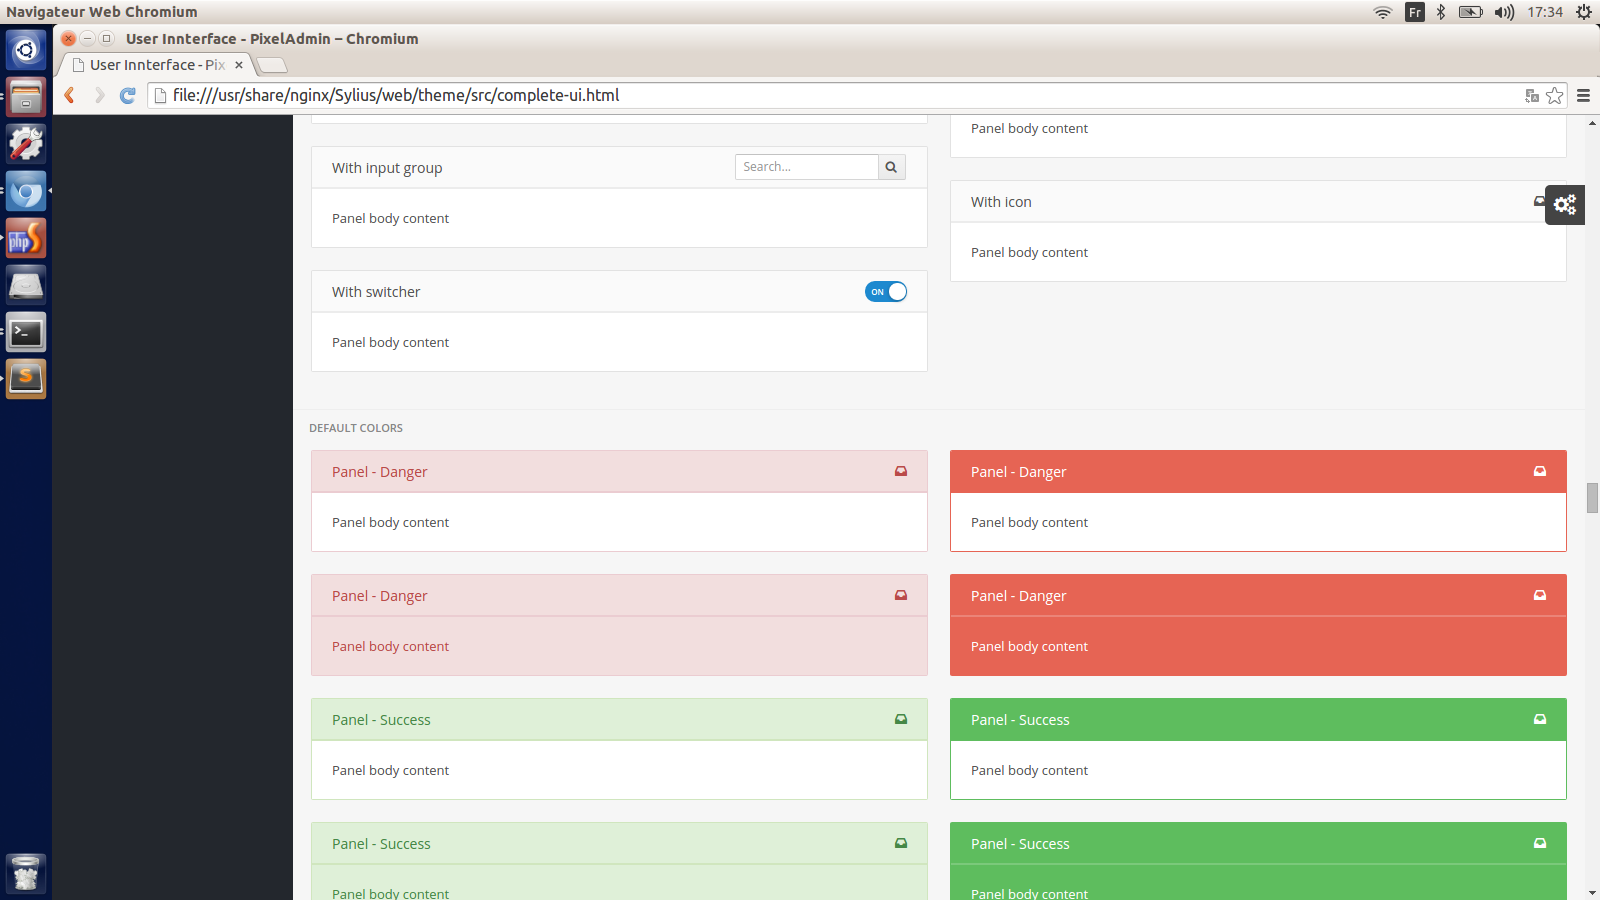 Navigateur Web Chromium
Fr
17:34
User Innterface - PixelAdmin – Chromium
User Innterface - Pix
file:///usr/share/nginx/Sylius/web/theme/src/complete-ui.html
Panel body content
With input group
Search...
Panel body content
With icon
Panel body content
With switcher
ON
Panel body content
DEFAULT COLORS
Panel - Danger
Panel body content
Panel - Danger
Panel body content
Panel - Danger
Panel body content
Panel - Danger
Panel body content
Panel - Success
Panel body content
Panel - Success
Panel body content
Panel - Success
Panel body content
Panel - Success
Panel body content
php
S
>_
S